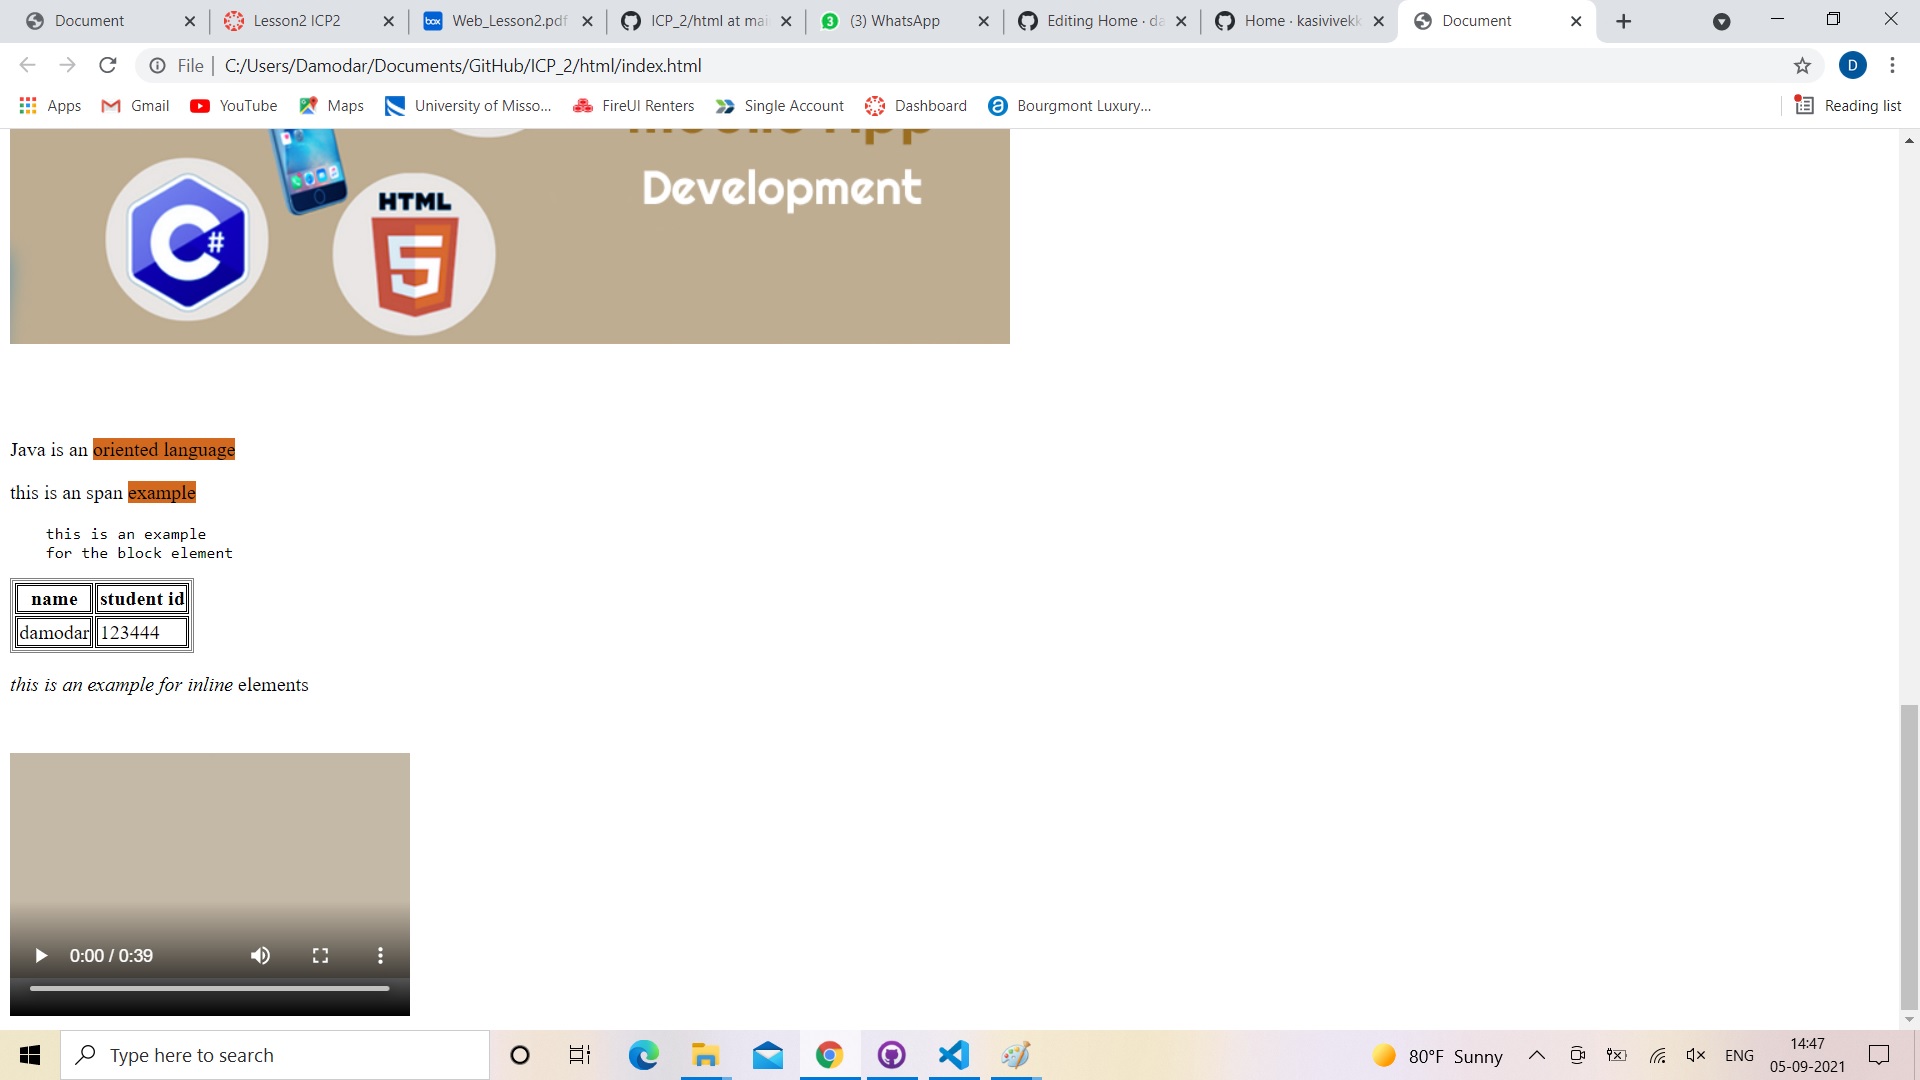 Document
Lesson2 ICP2
Web_Lesson2.pdf
ICP_2/html at mai
(3) WhatsApp
Editing Home · da
Home · kasivivekk
Document
File
C:/Users/Damodar/Documents/GitHub/ICP_2/html/index.html
D
Apps
Gmail
YouTube
Maps
University of Misso...
FireUI Renters
Single Account
Dashboard
Bourgmont Luxury...
Reading list
Mobile App
Development
C#
HTML
5
Java is an oriented language
this is an span example
this is an example
for the block element
name student id
damodar 123444
this is an example for inline elements
0:00 / 0:39
Type here to search
80°F Sunny
ENG
14:47
05-09-2021